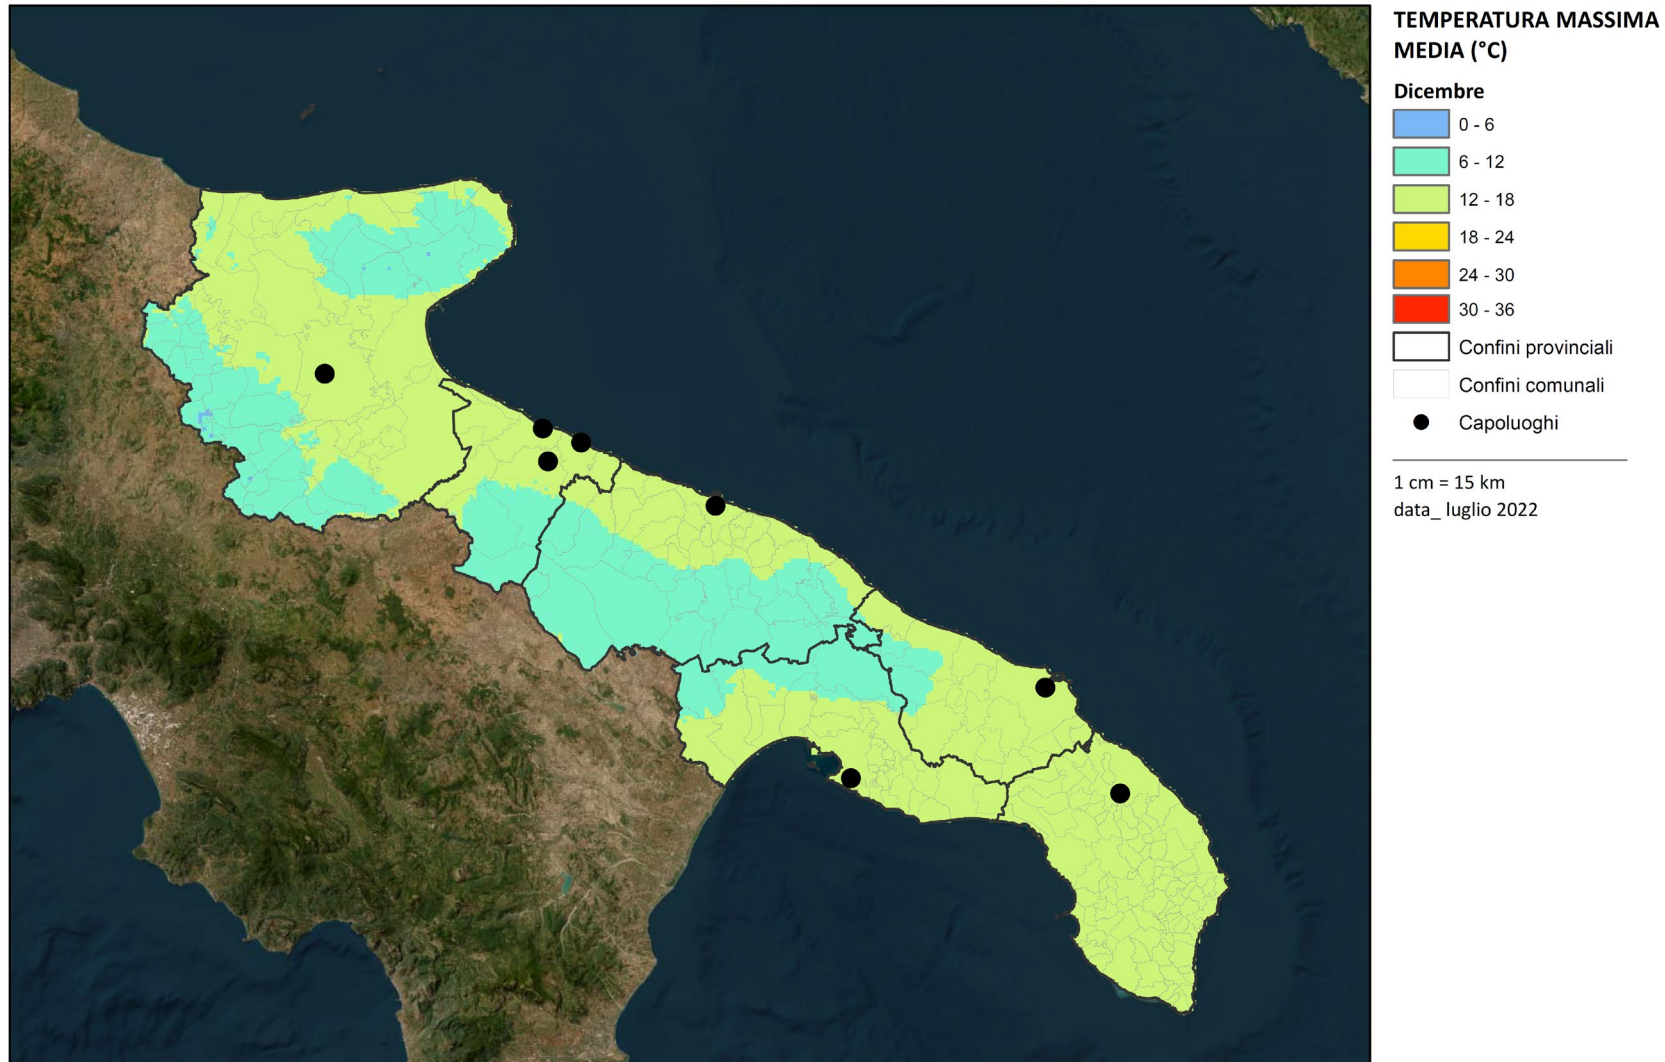 TEMPERATURA MASSIMA
MEDIA (°C)
Dicembre
0 - 6
6 - 12
12 - 18
18 - 24
24 - 30
30 - 36
Confini provinciali
Confini comunali
Capoluoghi
1 cm = 15 km
data_ luglio 2022